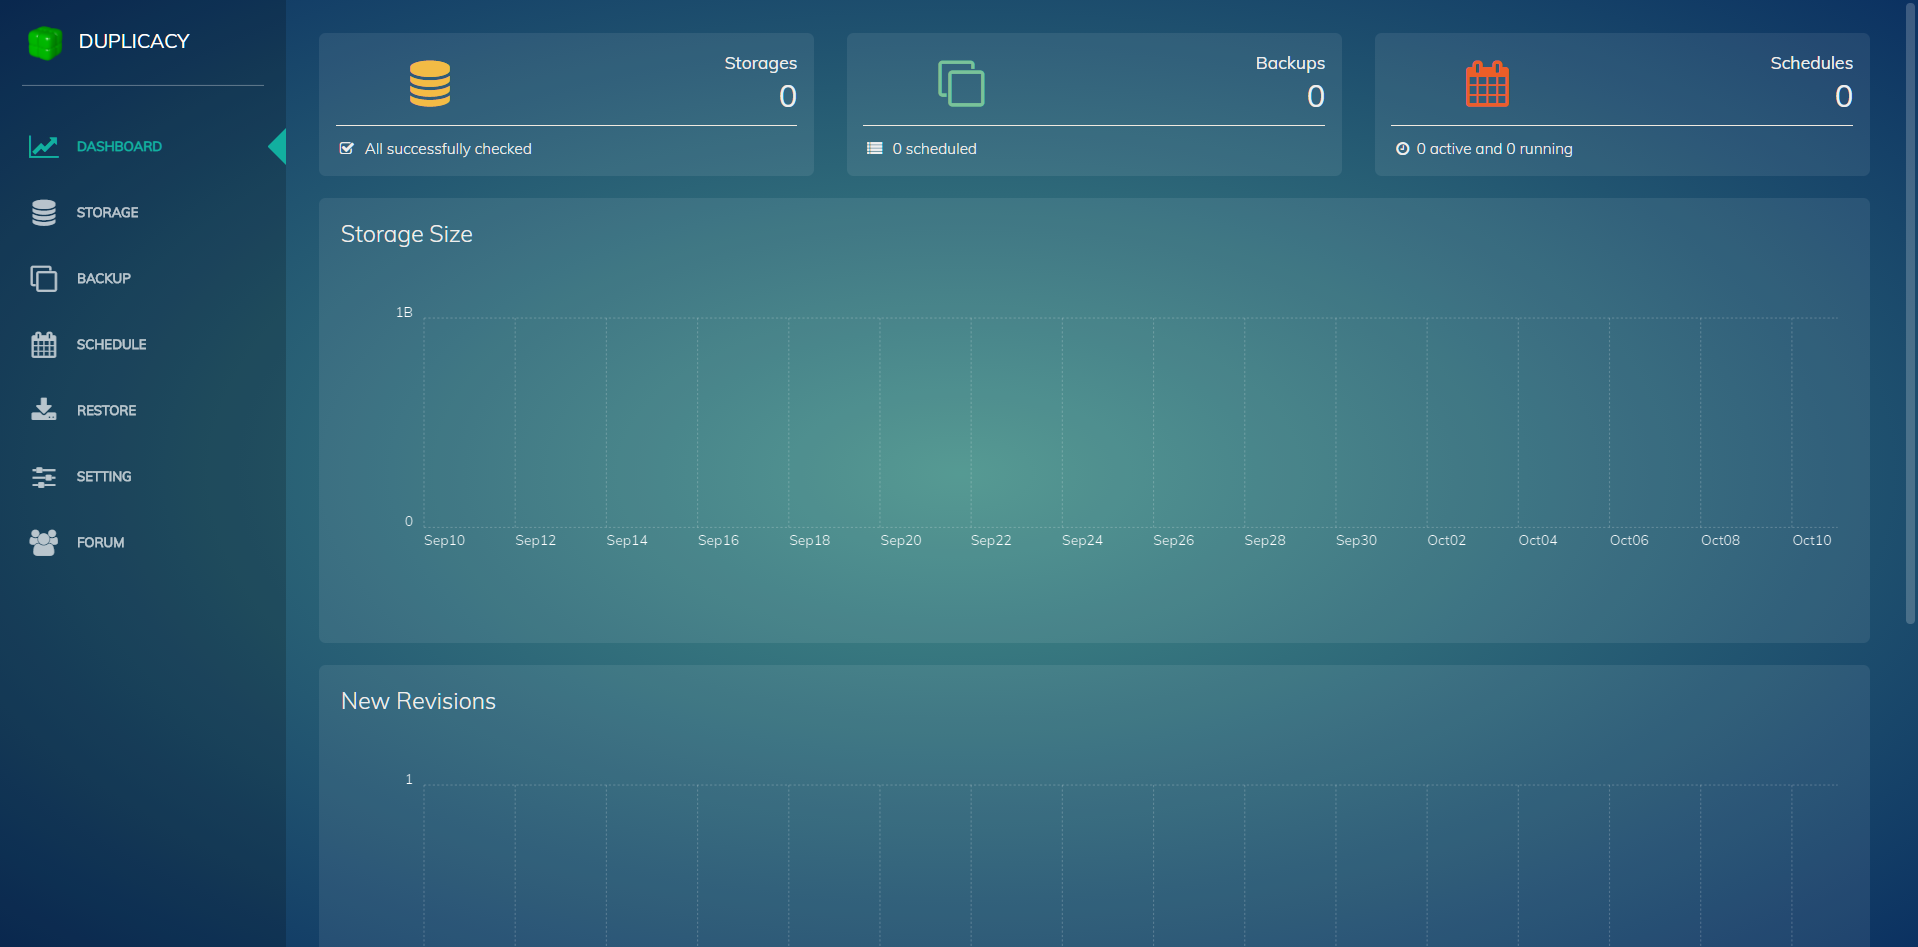 DUPLICACY
DASHBOARD
STORAGE
BACKUP
SCHEDULE
RESTORE
SETTING
FORUM
Storages
0
All successfully checked
Backups
0
0 scheduled
Schedules
0
0 active and 0 running
Storage Size
1B
0
Sep10 Sep12 Sep14 Sep16 Sep18 Sep20 Sep22 Sep24 Sep26 Sep28 Sep30 Oct02 Oct04 Oct06 Oct08 Oct10
New Revisions
1